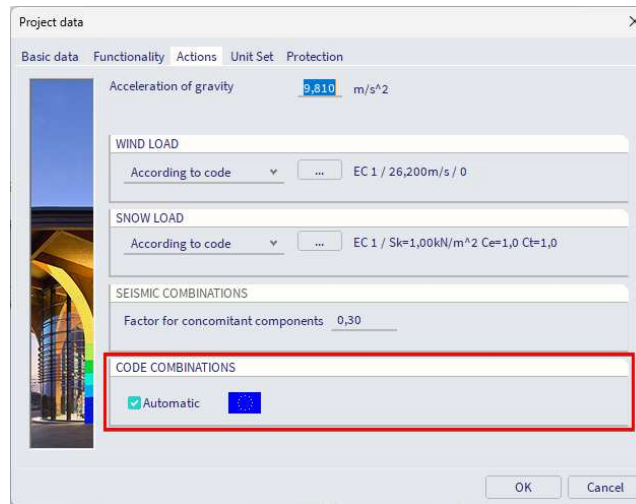 Project data
Basic data Functionality Actions Unit Set Protection
Acceleration of gravity 9,810 m/s^2
WIND LOAD
According to code ... EC 1 / 26,200m/s / 0
SNOW LOAD
According to code ... EC 1 / Sk=1,00kN/m^2 Ce=1,0 Ct=1,0
SEISMIC COMBINATIONS
Factor for concomitant components 0,30
CODE COMBINATIONS
Automatic
OK Cancel